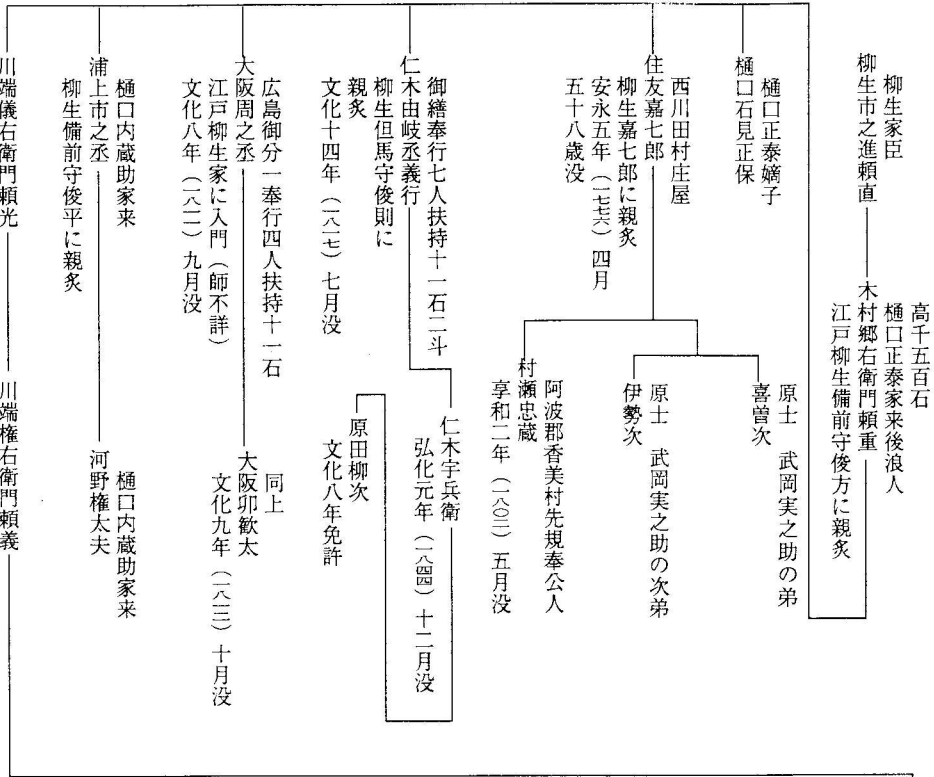 柳生家臣
柳生市之進頼直
高千五百石
樋口正泰家来後浪人
木村郷右衛門頼重
江戸柳生備前守俊方に親炙
樋口正泰嫡子
樋口石見正保
西川田村庄屋
住友嘉七郎
柳生嘉七郎に親炙
安永五年（一七七六）四月
五十八歳没
原士　武岡実之助の弟
喜曽次
原士　武岡実之助の次弟
伊勢次
阿波郡香美村先規奉公人
村瀬忠蔵
享和二年（一八〇二）五月没
御繕奉行七人扶持十一石二斗
仁木由岐丞義行
柳生但馬守俊則に
親炙
文化十四年（一八一七）七月没
仁木宇兵衛
弘化元年（一八四四）十二月没
原田柳次
文化八年免許
広島御分一奉行四人扶持十一石
大阪周之丞
江戸柳生家に入門（師不詳）
文化八年（一八一一）九月没
同上
大阪卯歓太
文化九年（一八一二）十月没
樋口内蔵助家来
浦上市之丞
柳生備前守俊平に親炙
樋口内蔵助家来
河野権太夫
川端儀右衛門頼光
川端権右衛門頼義